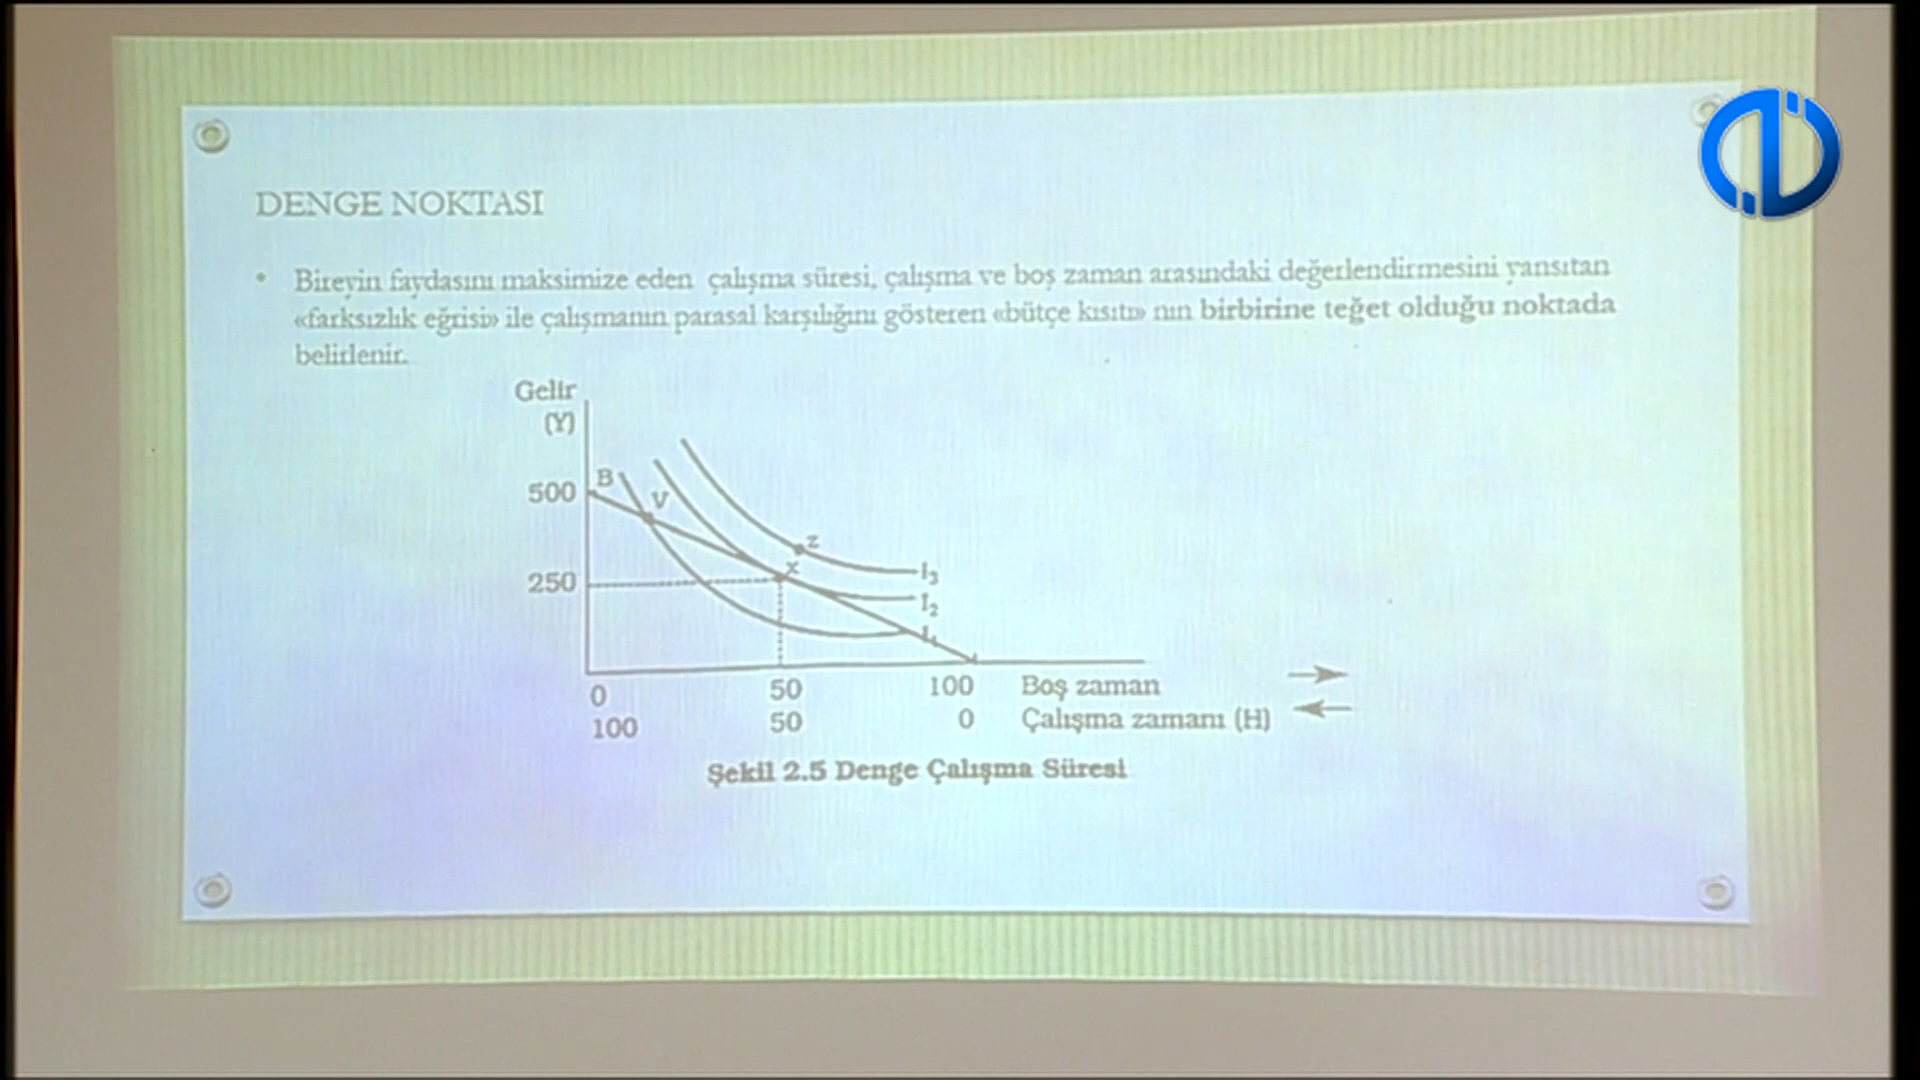 DENGE NOKTASI
• Bireyin faydasını maksimize eden çalışma süresi, çalışma ve boş zaman arasındaki değerlendirmesini yansıtan
«farksızlık eğrisi» ile çalışmanın parasal karşılığını gösteren «bütçe kısıtı» nın birbirine teğet olduğu noktada
belirlenir.
Gelir
(Y)
500
B
V
Z
X
250
I₃
I₂
0 50 100 Boş zaman
100 50 0 Çalışma zamanı (H)
Şekil 2.5 Denge Çalışma Süresi